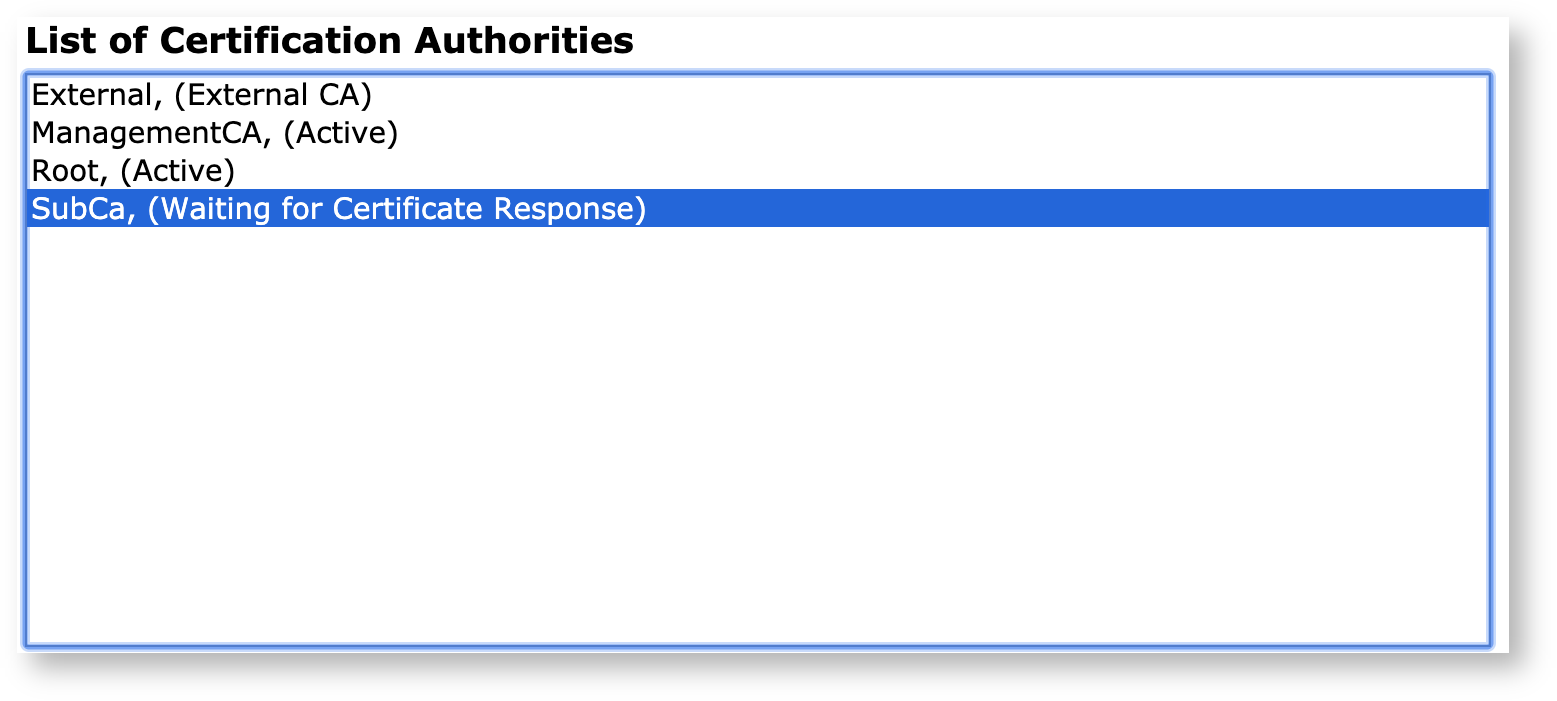 List of Certification Authorities
External, (External CA)
ManagementCA, (Active)
Root, (Active)
SubCa, (Waiting for Certificate Response)